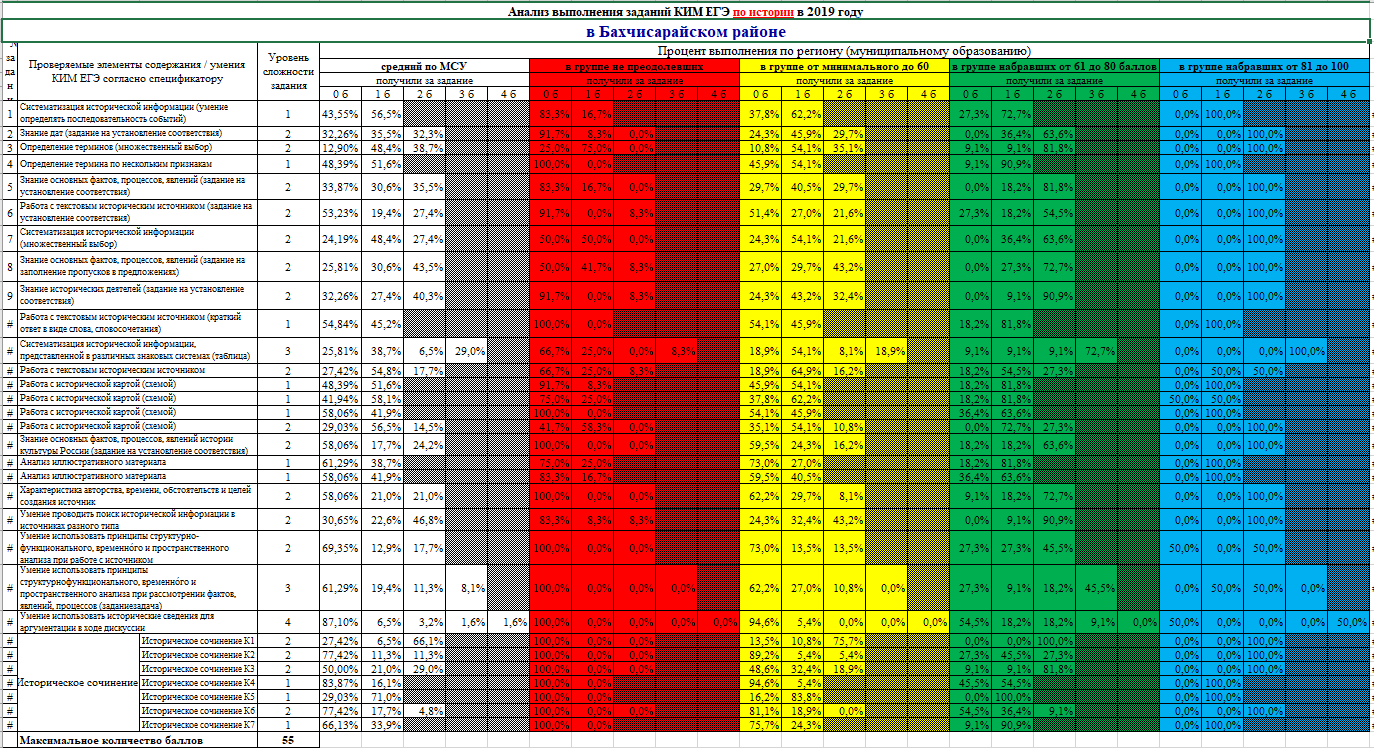 Анализ выполнения заданий КИМ ЕГЭ по истории в 2019 году
в Бахчисарайском районе
№ за да н и Проверяемые элементы содержания / умения КИМ ЕГЭ согласно спецификатору Уровень сложности задания Процент выполнения по региону (муниципальному образованию)
средний по МСУ в группе не преодолевших в группе от минимального до 60 в группе набравших от 61 до 80 баллов в группе набравших от 81 до 100
получили за задание получили за задание получили за задание получили за задание получили за задание
0 б 1 б 2 б 3 б 4 б 0 б 1 б 2 б 3 б 4 б 0 б 1 б 2 б 3 б 4 б 0 б 1 б 2 б 3 б 4 б 0 б 1 б 2 б 3 б 4 б
1 Систематизация исторической информации (умение определять последовательность событий) 1 43,55% 56,5% 83,3% 16,7% 37,8% 62,2% 27,3% 72,7% 0,0% 100,0%
2 Знание дат (задание на установление соответствия) 2 32,26% 35,5% 32,3% 91,7% 8,3% 0,0% 24,3% 45,9% 29,7% 0,0% 36,4% 63,6% 0,0% 0,0% 100,0%
3 Определение терминов (множественный выбор) 2 12,90% 48,4% 38,7% 25,0% 75,0% 0,0% 10,8% 54,1% 35,1% 9,1% 9,1% 81,8% 0,0% 0,0% 100,0%
4 Определение термина по нескольким признакам 1 48,39% 51,6% 100,0% 0,0% 45,9% 54,1% 9,1% 90,9% 0,0% 100,0%
5 Знание основных фактов, процессов, явлений (задание на установление соответствия) 2 33,87% 30,6% 35,5% 83,3% 16,7% 0,0% 29,7% 40,5% 29,7% 0,0% 18,2% 81,8% 0,0% 0,0% 100,0%
6 Работа с текстовым историческим источником (задание на установление соответствия) 2 53,23% 19,4% 27,4% 91,7% 0,0% 8,3% 51,4% 27,0% 21,6% 27,3% 18,2% 54,5% 0,0% 0,0% 100,0%
7 Систематизация исторической информации (множественный выбор) 2 24,19% 48,4% 27,4% 50,0% 50,0% 0,0% 24,3% 54,1% 21,6% 0,0% 36,4% 63,6% 0,0% 0,0% 100,0%
8 Знание основных фактов, процессов, явлений (задание на заполнение пропусков в предложениях) 2 25,81% 30,6% 43,5% 50,0% 41,7% 8,3% 27,0% 29,7% 43,2% 0,0% 27,3% 72,7% 0,0% 0,0% 100,0%
9 Знание исторических деятелей (задание на установление соответствия) 2 32,26% 27,4% 40,3% 91,7% 0,0% 8,3% 24,3% 43,2% 32,4% 0,0% 9,1% 90,9% 0,0% 0,0% 100,0%
# Работа с текстовым историческим источником (краткий ответ в виде слова, словосочетания) 1 54,84% 45,2% 100,0% 0,0% 54,1% 45,9% 18,2% 81,8% 0,0% 100,0%
# Систематизация исторической информации, представленной в различных знаковых системах (таблица) 3 25,81% 38,7% 6,5% 29,0% 66,7% 25,0% 0,0% 8,3% 18,9% 54,1% 8,1% 18,9% 9,1% 9,1% 9,1% 72,7% 0,0% 0,0% 0,0% 100,0%
# Работа с текстовым историческим источником 2 27,42% 54,8% 17,7% 66,7% 25,0% 8,3% 18,9% 64,9% 16,2% 18,2% 54,5% 27,3% 0,0% 50,0% 50,0%
# Работа с исторической картой (схемой) 1 48,39% 51,6% 91,7% 8,3% 45,9% 54,1% 18,2% 81,8% 0,0% 100,0%
# Работа с исторической картой (схемой) 1 41,94% 58,1% 75,0% 25,0% 37,8% 62,2% 18,2% 81,8% 50,0% 50,0%
# Работа с исторической картой (схемой) 1 58,06% 41,9% 100,0% 0,0% 54,1% 45,9% 36,4% 63,6% 0,0% 100,0%
# Работа с исторической картой (схемой) 2 29,03% 56,5% 14,5% 41,7% 58,3% 0,0% 35,1% 54,1% 10,8% 0,0% 72,7% 27,3% 0,0% 0,0% 100,0%
# Знание основных фактов, процессов, явлений истории культуры России (задание на установление соответствия) 2 58,06% 17,7% 24,2% 100,0% 0,0% 0,0% 59,5% 24,3% 16,2% 18,2% 18,2% 63,6% 0,0% 0,0% 100,0%
# Анализ иллюстративного материала 1 61,29% 38,7% 75,0% 25,0% 73,0% 27,0% 18,2% 81,8% 0,0% 100,0%
# Анализ иллюстративного материала 1 58,06% 41,9% 83,3% 16,7% 59,5% 40,5% 36,4% 63,6% 0,0% 100,0%
# Характеристика авторства, времени, обстоятельств и целей создания источник 2 58,06% 21,0% 21,0% 100,0% 0,0% 0,0% 62,2% 29,7% 8,1% 9,1% 18,2% 72,7% 0,0% 0,0% 100,0%
# Умение проводить поиск исторической информации в источниках разного типа 2 30,65% 22,6% 46,8% 83,3% 8,3% 8,3% 24,3% 32,4% 43,2% 0,0% 9,1% 90,9% 0,0% 0,0% 100,0%
# Умение использовать принципы структурно-функционального, временно́го и пространственного анализа при работе с источником 2 69,35% 12,9% 17,7% 100,0% 0,0% 0,0% 73,0% 13,5% 13,5% 27,3% 27,3% 45,5% 50,0% 0,0% 50,0%
# Умение использовать принципы структурнофункционального, временно́го и пространственного анализа при рассмотрении фактов, явлений, процессов (заданиезадача) 3 61,29% 19,4% 11,3% 8,1% 100,0% 0,0% 0,0% 0,0% 62,2% 27,0% 10,8% 0,0% 27,3% 9,1% 18,2% 45,5% 0,0% 50,0% 50,0% 0,0%
# Умение использовать исторические сведения для аргументации в ходе дискуссии 4 87,10% 6,5% 3,2% 1,6% 1,6% 100,0% 0,0% 0,0% 0,0% 0,0% 94,6% 5,4% 0,0% 0,0% 0,0% 54,5% 18,2% 18,2% 9,1% 0,0% 50,0% 0,0% 0,0% 0,0% 50,0%
# Историческое сочинение К1 2 27,42% 6,5% 66,1% 100,0% 0,0% 0,0% 13,5% 10,8% 75,7% 0,0% 0,0% 100,0% 0,0% 0,0% 100,0%
# Историческое сочинение К2 2 77,42% 11,3% 11,3% 100,0% 0,0% 0,0% 89,2% 5,4% 5,4% 27,3% 45,5% 27,3% 0,0% 0,0% 100,0%
# Историческое сочинение К3 2 50,00% 21,0% 29,0% 100,0% 0,0% 0,0% 48,6% 32,4% 18,9% 9,1% 9,1% 81,8% 0,0% 0,0% 100,0%
# Историческое сочинение Историческое сочинение К4 1 83,87% 16,1% 100,0% 0,0% 94,6% 5,4% 45,5% 54,5% 0,0% 100,0%
# Историческое сочинение К5 1 29,03% 71,0% 100,0% 0,0% 16,2% 83,8% 0,0% 100,0% 0,0% 100,0%
# Историческое сочинение К6 2 77,42% 17,7% 4,8% 100,0% 0,0% 0,0% 81,1% 18,9% 0,0% 54,5% 36,4% 9,1% 0,0% 0,0% 100,0%
# Историческое сочинение К7 1 66,13% 33,9% 100,0% 0,0% 75,7% 24,3% 9,1% 90,9% 0,0% 100,0%
Максимальное количество баллов 55